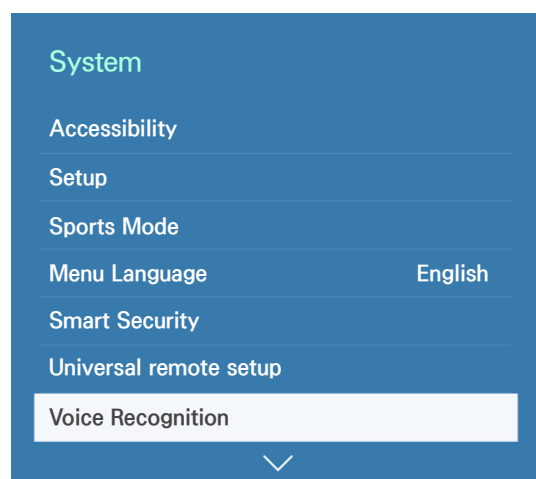 System
Accessibility
Setup
Sports Mode
Menu Language English
Smart Security
Universal remote setup
Voice Recognition